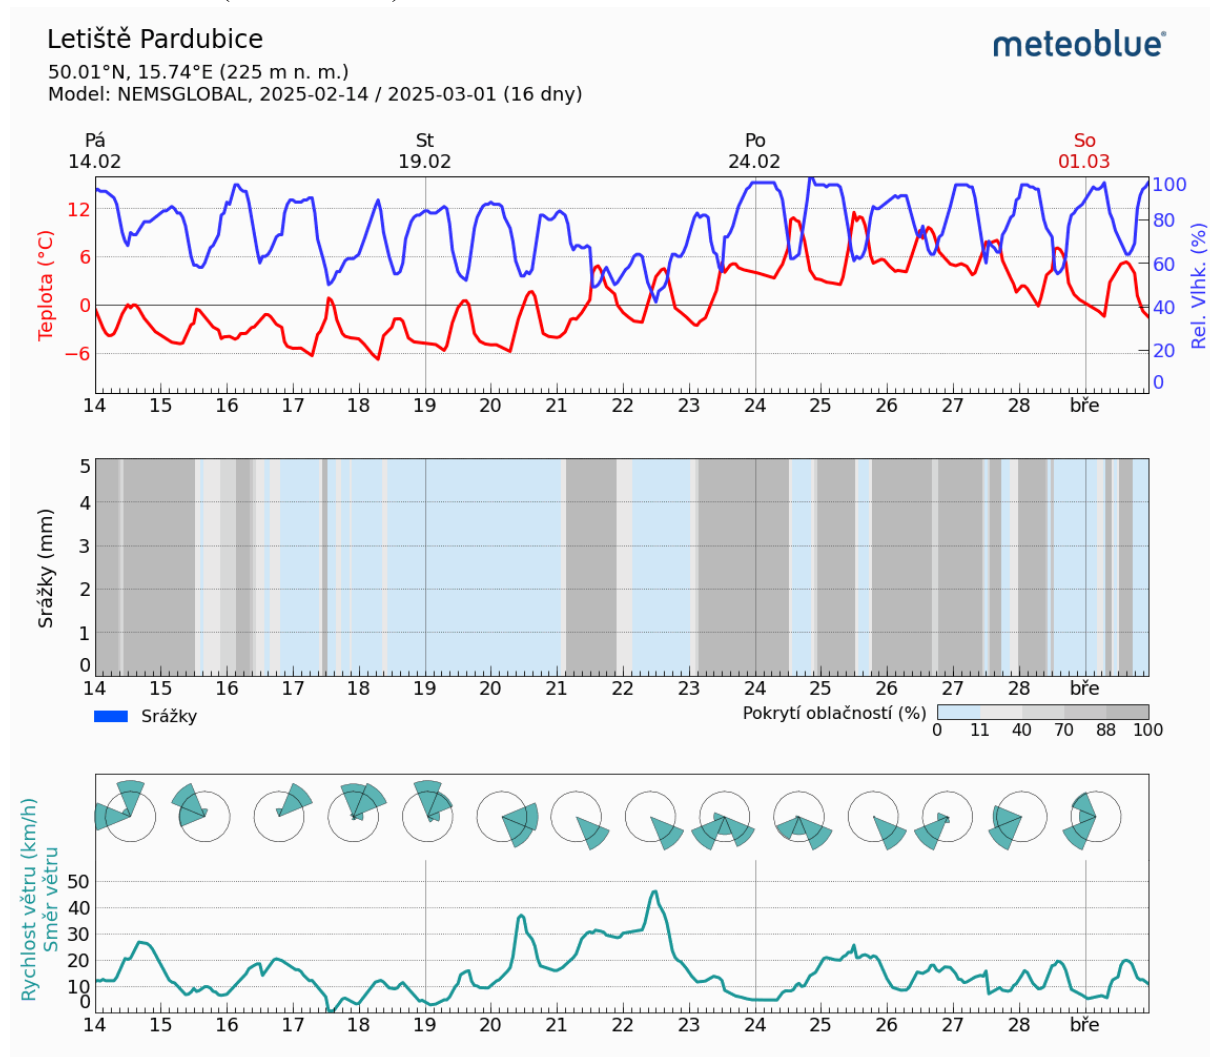 Letiště Pardubice
meteoblue
50.01°N, 15.74°E (225 m n. m.)
Model: NEMSGLOBAL, 2025-02-14 / 2025-03-01 (16 dny)
Pá St Po So
14.02 19.02 24.02 01.03
Teplota (°C)
12
6
0
−6
100
80
60
40
20
0
Rel. Vlhk. (%)
14 15 16 17 18 19 20 21 22 23 24 25 26 27 28 bře
Srážky (mm)
5
4
3
2
1
0
14 15 16 17 18 19 20 21 22 23 24 25 26 27 28 bře
Srážky
Pokrytí oblačností (%)
0 11 40 70 88 100
Rychlost větru (km/h)
Směr větru
50
40
30
20
10
0
14 15 16 17 18 19 20 21 22 23 24 25 26 27 28 bře